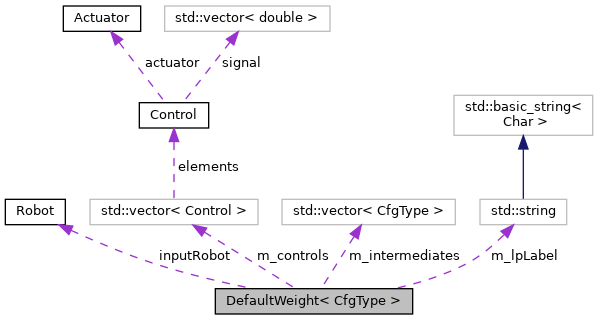 Actuator
std::vector< double >
actuator
signal
std::basic_string<
Char >
Control
elements
Robot
std::vector< Control >
std::vector< CfgType >
std::string
inputRobot
m_controls
m_intermediates
m_lpLabel
DefaultWeight< CfgType >